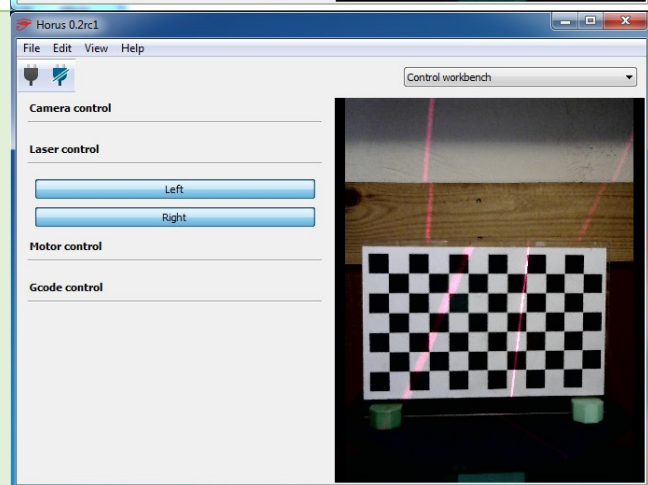 Horus 0.2rc1
File Edit View Help
Control workbench
Camera control
Laser control
Left
Right
Motor control
Gcode control